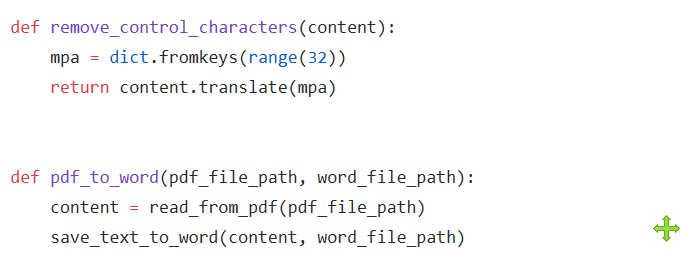 def remove_control_characters(content):
    mpa = dict.fromkeys(range(32))
    return content.translate(mpa)
def pdf_to_word(pdf_file_path, word_file_path):
    content = read_from_pdf(pdf_file_path)
    save_text_to_word(content, word_file_path)